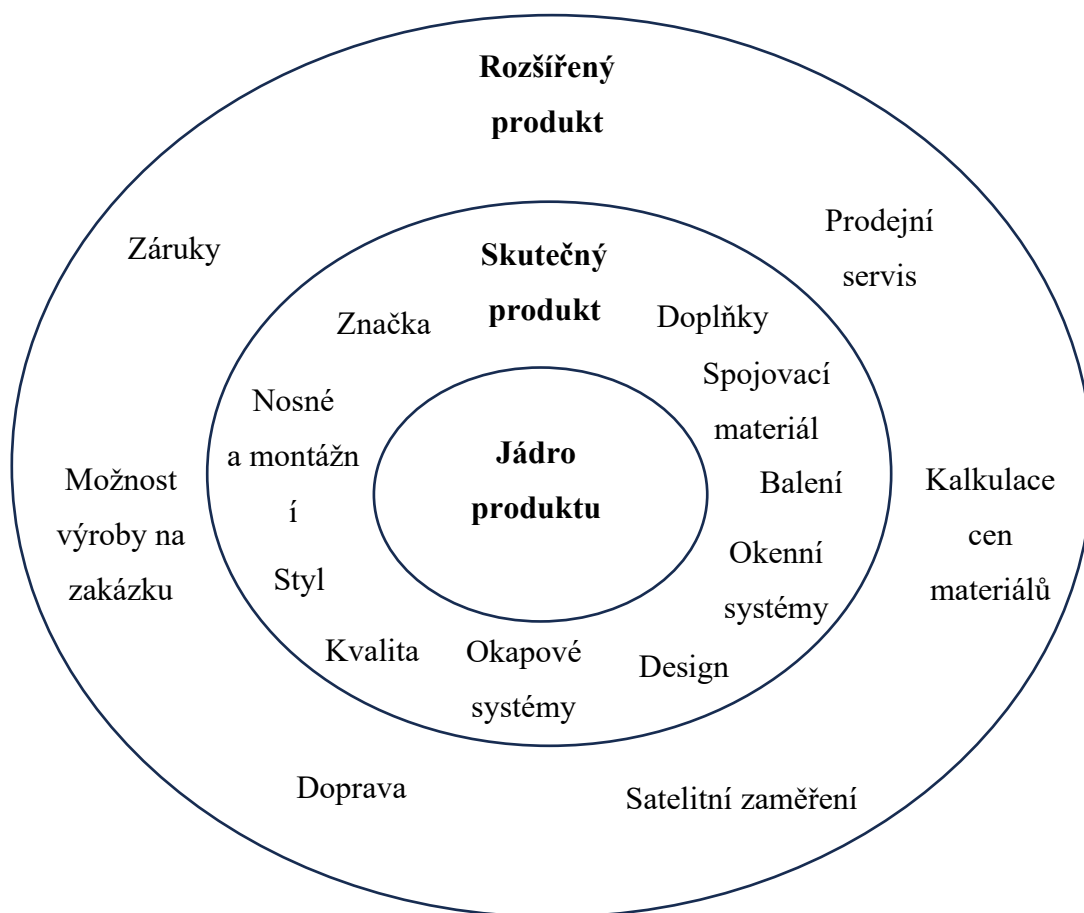 Rozšířený
produkt
Záruky
Prodejní
servis
Skutečný
produkt
Značka
Doplňky
Spojovací
materiál
Nosné
a montážn
í
Jádro
produktu
Balení
Možnost
výroby na
zakázku
Kalkulace
cen
materiálů
Okenní
systémy
Styl
Kvalita
Okapové
systémy
Design
Doprava
Satelitní zaměření